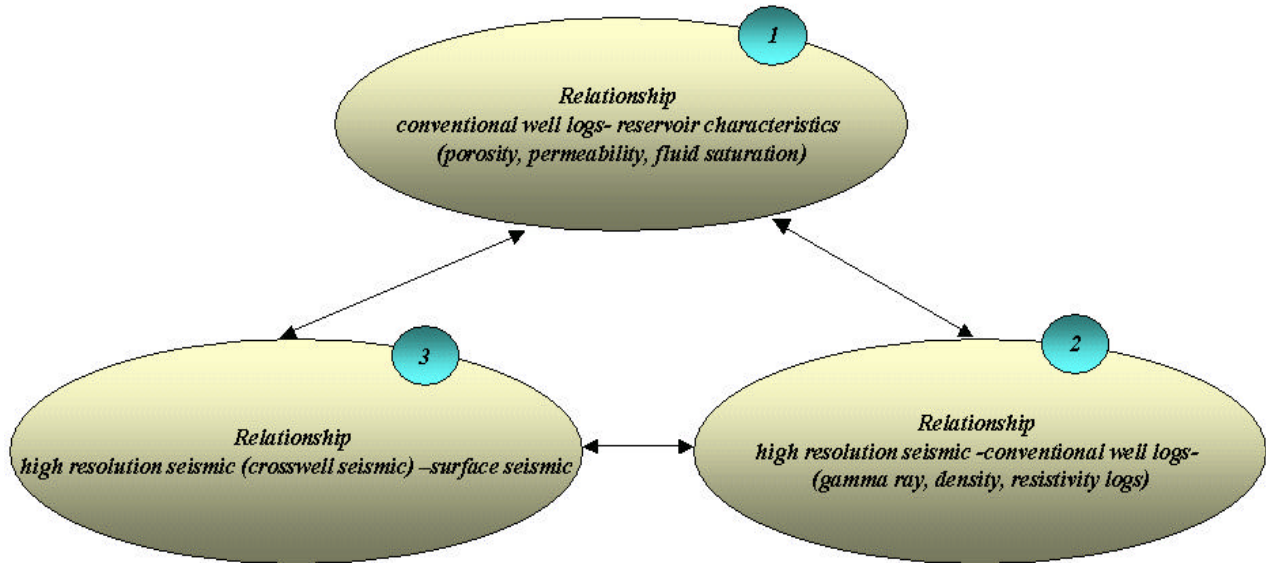 1
Relationship
conventional well logs- reservoir characteristics
(porosity, permeability, fluid saturation)
3
Relationship
high resolution seismic (crosswell seismic) –surface seismic
2
Relationship
high resolution seismic -conventional well logs-
(gamma ray, density, resistivity logs)